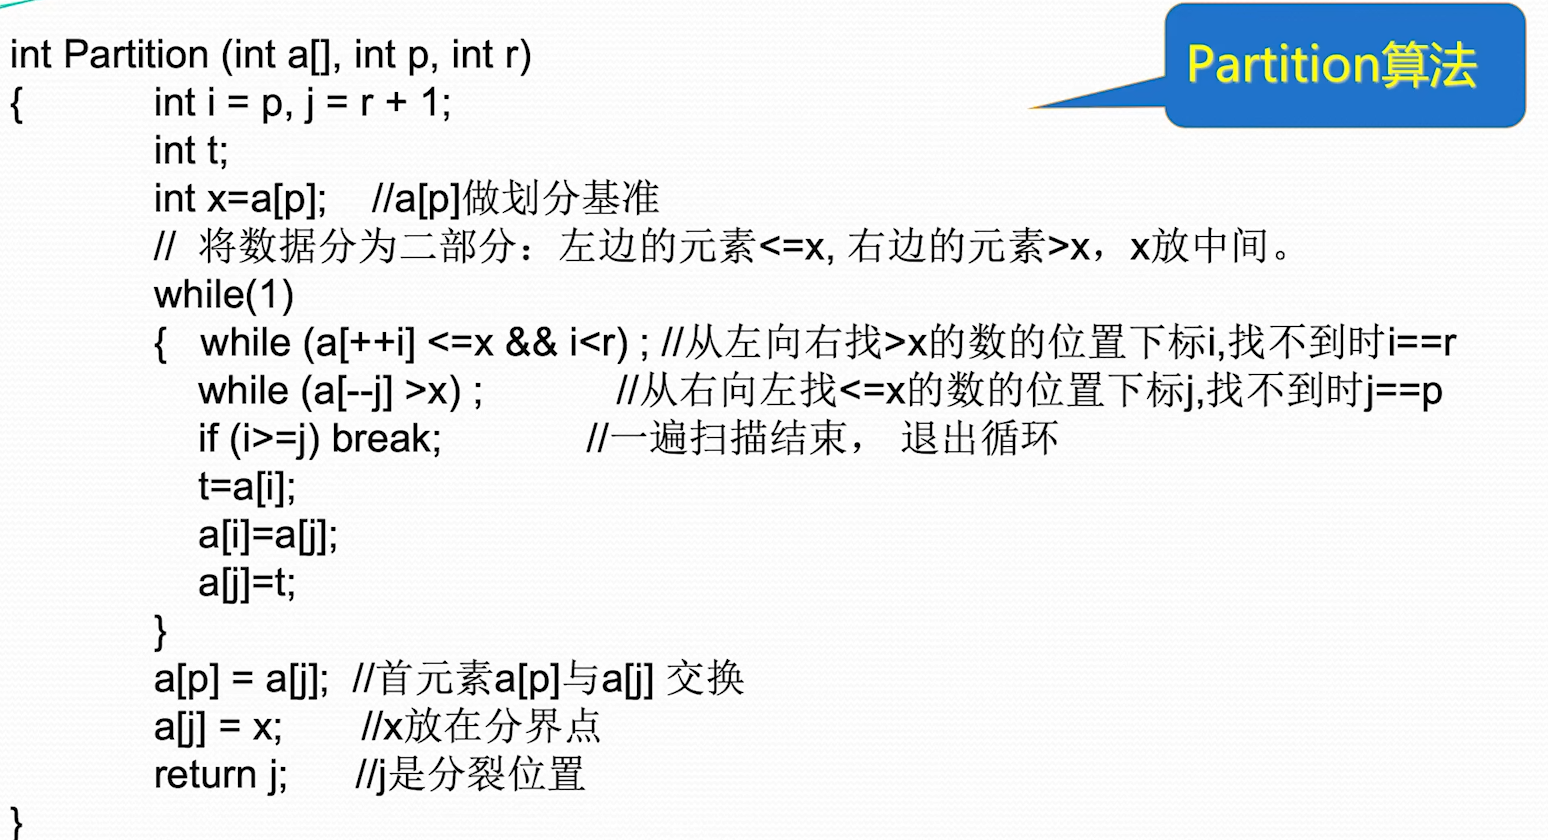 Partition算法
int Partition (int a[], int p, int r)
{ int i = p, j = r + 1;
int t;
int x=a[p]; //a[p]做划分基准
// 将数据分为二部分：左边的元素<=x, 右边的元素>x，x放中间。
while(1)
{ while (a[++i] <=x && i<r) ; //从左向右找>x的数的位置下标i,找不到时i==r
while (a[--j] >x) ; //从右向左找<=x的数的位置下标j,找不到时j==p
if (i>=j) break; //一遍扫描结束， 退出循环
t=a[i];
a[i]=a[j];
a[j]=t;
}
a[p] = a[j]; //首元素a[p]与a[j] 交换
a[j] = x; //x放在分界点
return j; //j是分裂位置
}